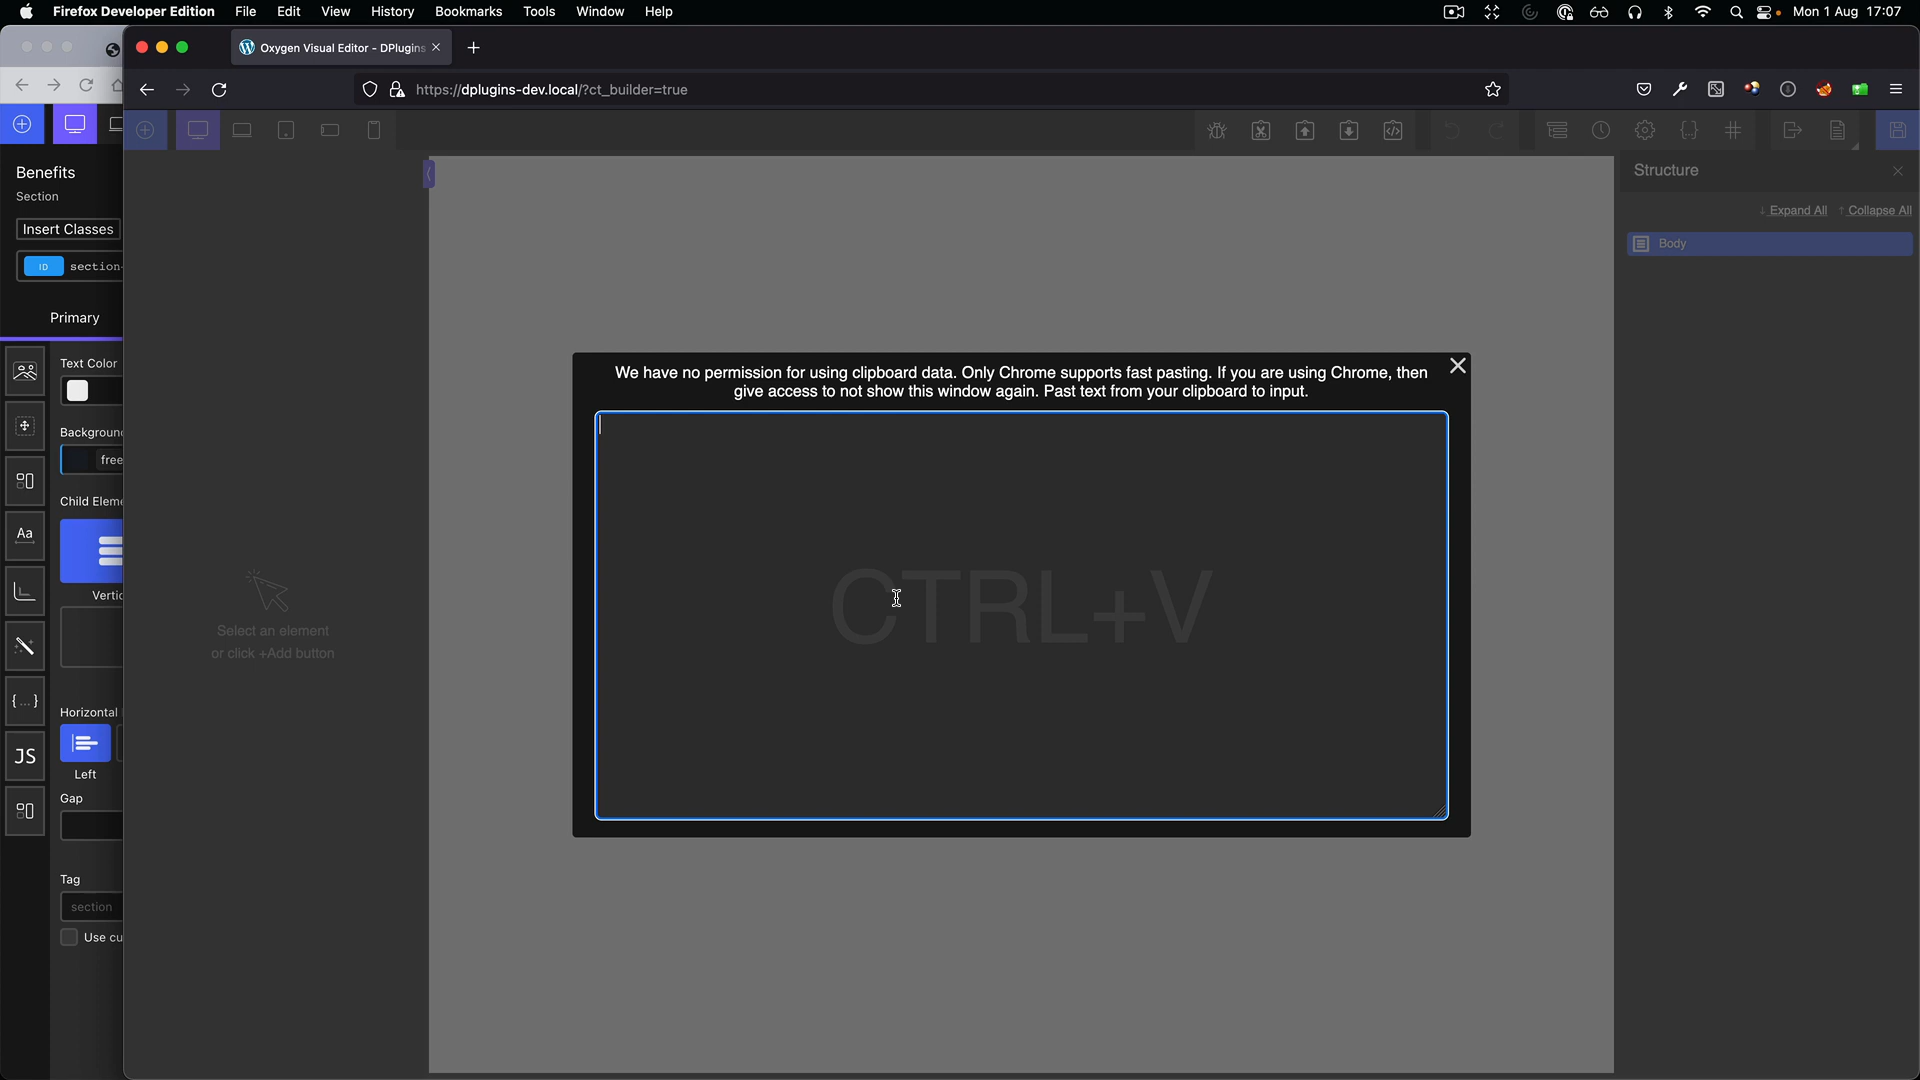 Firefox Developer Edition File Edit View History Bookmarks Tools Window Help Mon 1 Aug 17:07
Oxygen Visual Editor - DPlugins
https://dplugins-dev.local/?ct_builder=true
Benefits
Section
Insert Classes
ID section-
Primary
Text Color
Background
free
Child Eleme
Vertic
Horizontal
Left
Gap
Tag
section
Use cu
Aa
{ ... }
JS
Select an element
or click +Add button
We have no permission for using clipboard data. Only Chrome supports fast pasting. If you are using Chrome, then
give access to not show this window again. Past text from your clipboard to input.
CTRL+V
Structure
↓ Expand All ↑ Collapse All
Body